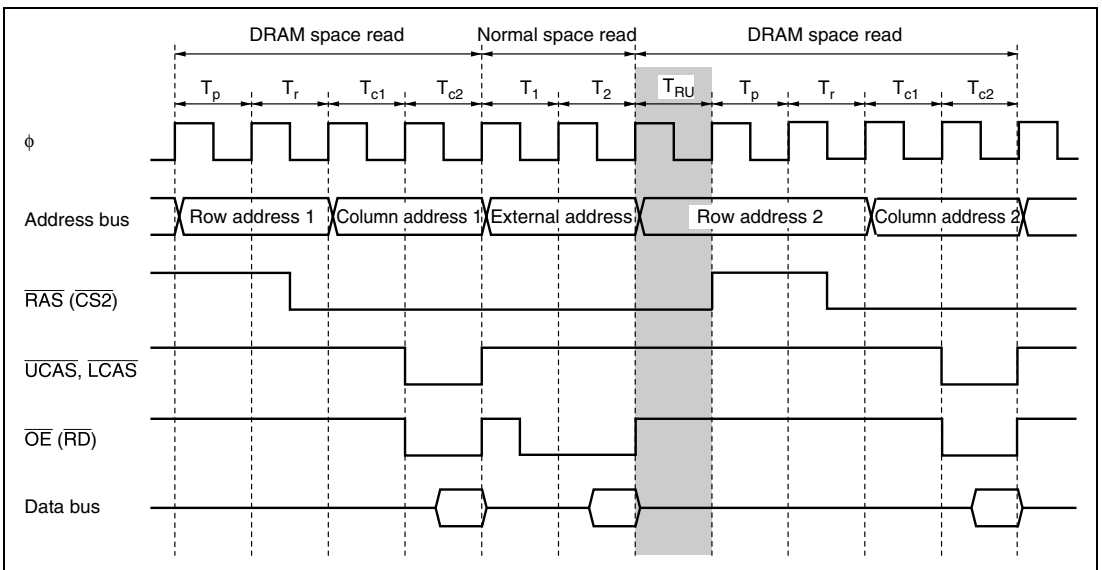 DRAM space read Normal space read DRAM space read
Tp Tr Tc1 Tc2 T1 T2 TRU Tp Tr Tc1 Tc2
ϕ
Address bus Row address 1 Column address 1 External address Row address 2 Column address 2
RAS (CS2)
UCAS, LCAS
OE (RD)
Data bus